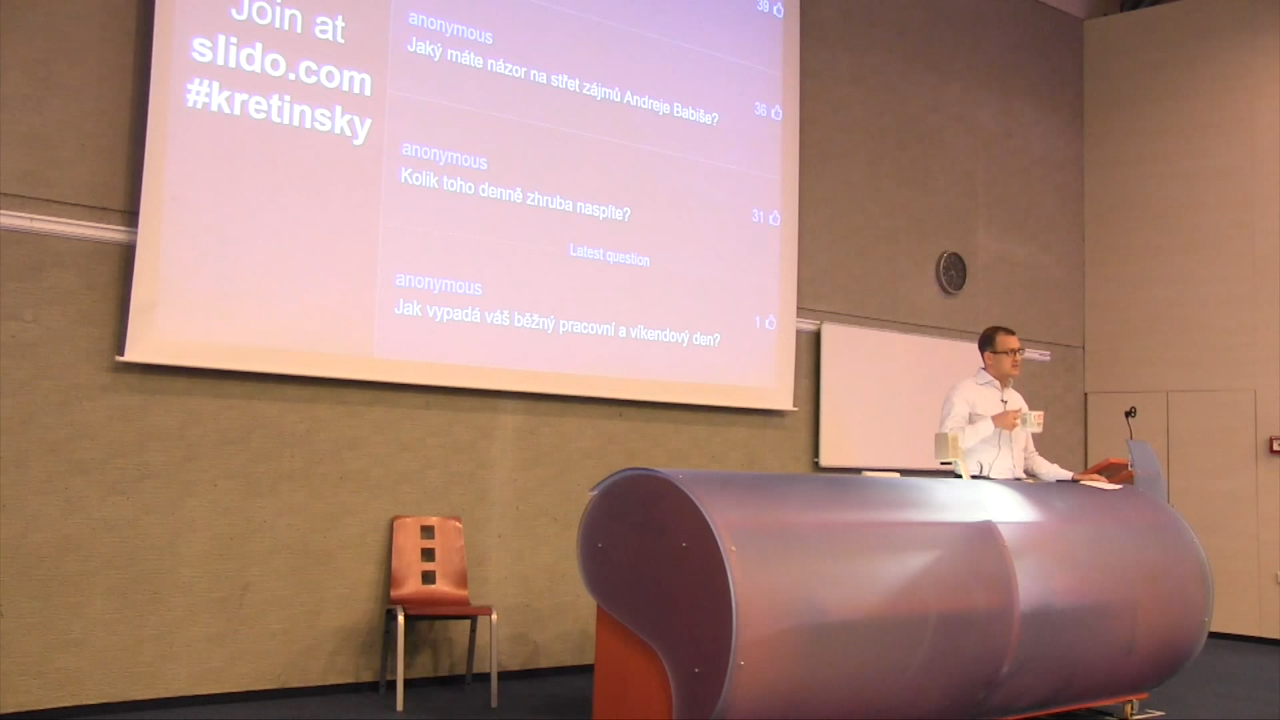 Join at
slido.com
#kretinsky
39
anonymous
Jaký máte názor na střet zájmů Andreje Babiše?
36
anonymous
Kolik toho denně zhruba naspíte?
31
Latest question
anonymous
Jak vypadá váš běžný pracovní a víkendový den?
1